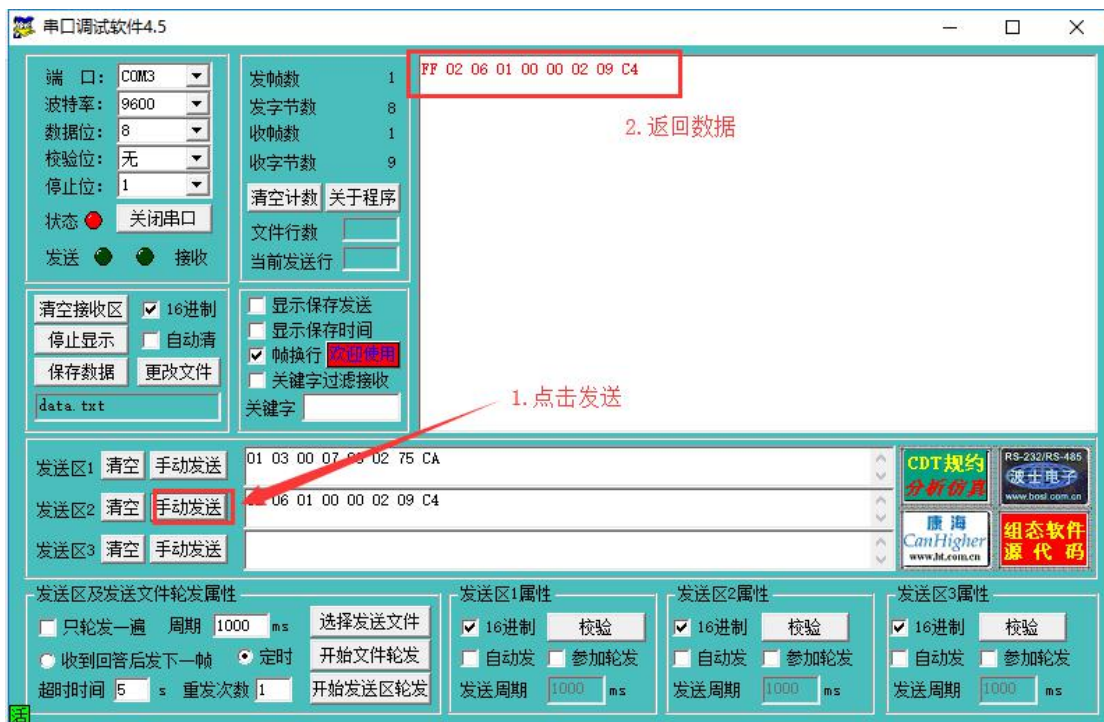 串口调试软件4.5
端 口: COM3
波特率: 9600
数据位: 8
校验位: 无
停止位: 1
状态 关闭串口
发送 接收
发帧数 1
发字节数 8
收帧数 1
收字节数 9
清空计数 关于程序
文件行数
当前发送行
FF 02 06 01 00 00 02 09 C4
2.返回数据
清空接收区 16进制
停止显示 自动清
保存数据 更改文件
data.txt
显示保存发送
显示保存时间
帧换行 欢迎使用
关键字过滤接收
关键字
1.点击发送
发送区1 清空 手动发送 01 03 00 07 02 75 CA
发送区2 清空 手动发送 06 01 00 00 02 09 C4
发送区3 清空 手动发送
CDT规约
分析仿真
RS-232/RS-485
波士电子
www.bosi.com.cn
康海
CanHigher
www.ht.com.cn
组态软件
源代码
发送区及发送文件轮发属性
只轮发一遍 周期 1000 ms 选择发送文件
收到回答后发下一帧 定时 开始文件轮发
超时时间 5 s 重发次数 1 开始发送区轮发
发送区1属性
16进制 校验
自动发 参加轮发
发送周期 1000 ms
发送区2属性
16进制 校验
自动发 参加轮发
发送周期 1000 ms
发送区3属性
16进制 校验
自动发 参加轮发
发送周期 1000 ms
活